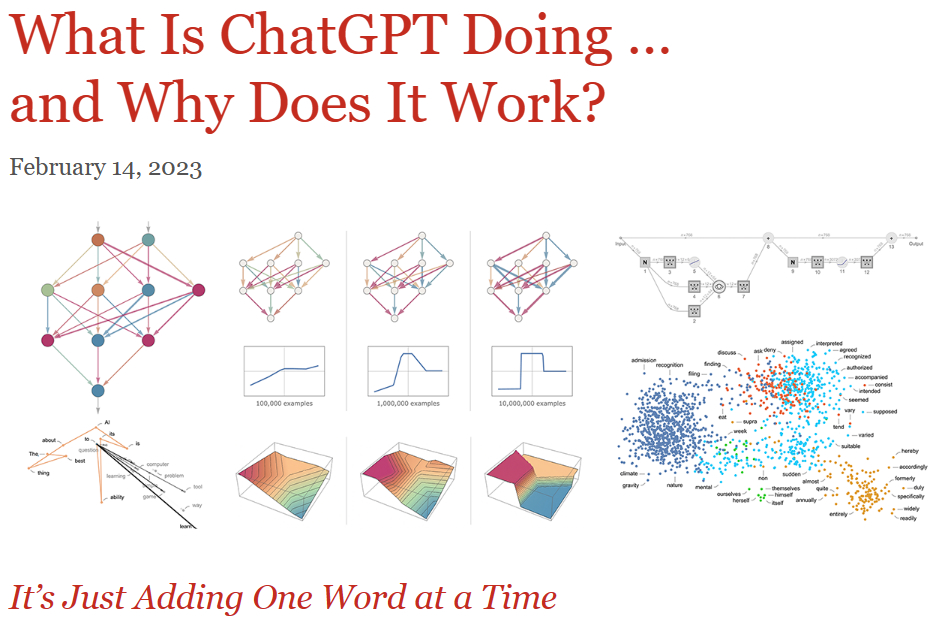 What Is ChatGPT Doing …
and Why Does It Work?
February 14, 2023
100,000 examples
1,000,000 examples
10,000,000 examples
AI
its
about
to
is
The
question
best
computer
thing
learning
problem
game
tool
ability
way
learn
Input
Output
N
N
1
3
5
6
9
10
11
12
13
4
8
7
2
assigned
interpreted
discuss
ask
deny
agreed
recognized
admission
recognition
finding
authorized
filing
accompanied
consist
intended
seemed
eat
supra
vary
supposed
tend
week
varied
suitable
hereby
climate
non
sudden
accordingly
gravity
nature
mental
almost
formerly
ourselves
themselves
quite
duly
herself
himself
annually
specifically
itself
widely
entirely
readily
It’s Just Adding One Word at a Time